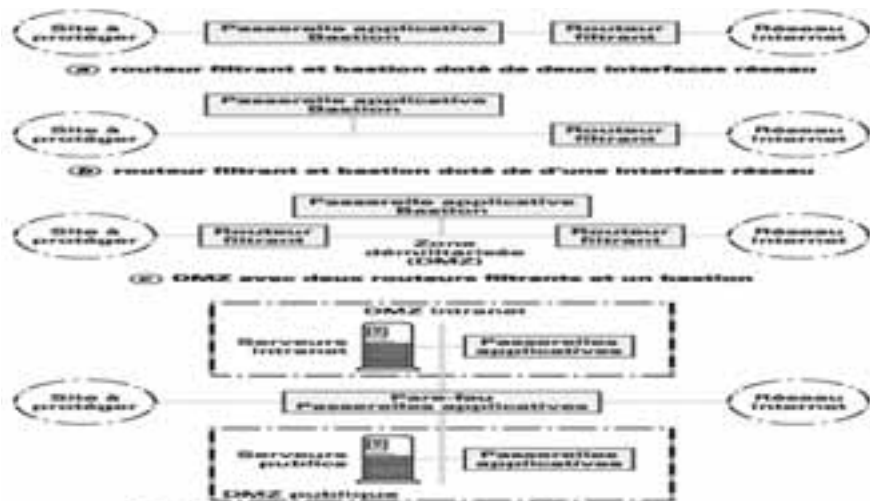 Site à
protéger
Passerelle applicative
Bastion
Routeur
filtrant
Réseau
Internet
a routeur filtrant et bastion doté de deux interfaces réseau
Passerelle applicative
Bastion
Site à
protéger
Routeur
filtrant
Réseau
Internet
b routeur filtrant et bastion doté de d'une interface réseau
Passerelle applicative
Bastion
Site à
protéger
Routeur
filtrant
Zone
démilitarisée
(DMZ)
Routeur
filtrant
Réseau
Internet
c DMZ avec deux routeurs filtrants et un bastion
DMZ Intranet
Serveurs
Intranet
Passerelles
applicatives
Site à
protéger
Pare-feu
Passerelles applicatives
Réseau
Internet
Serveurs
publics
Passerelles
applicatives
DMZ publique